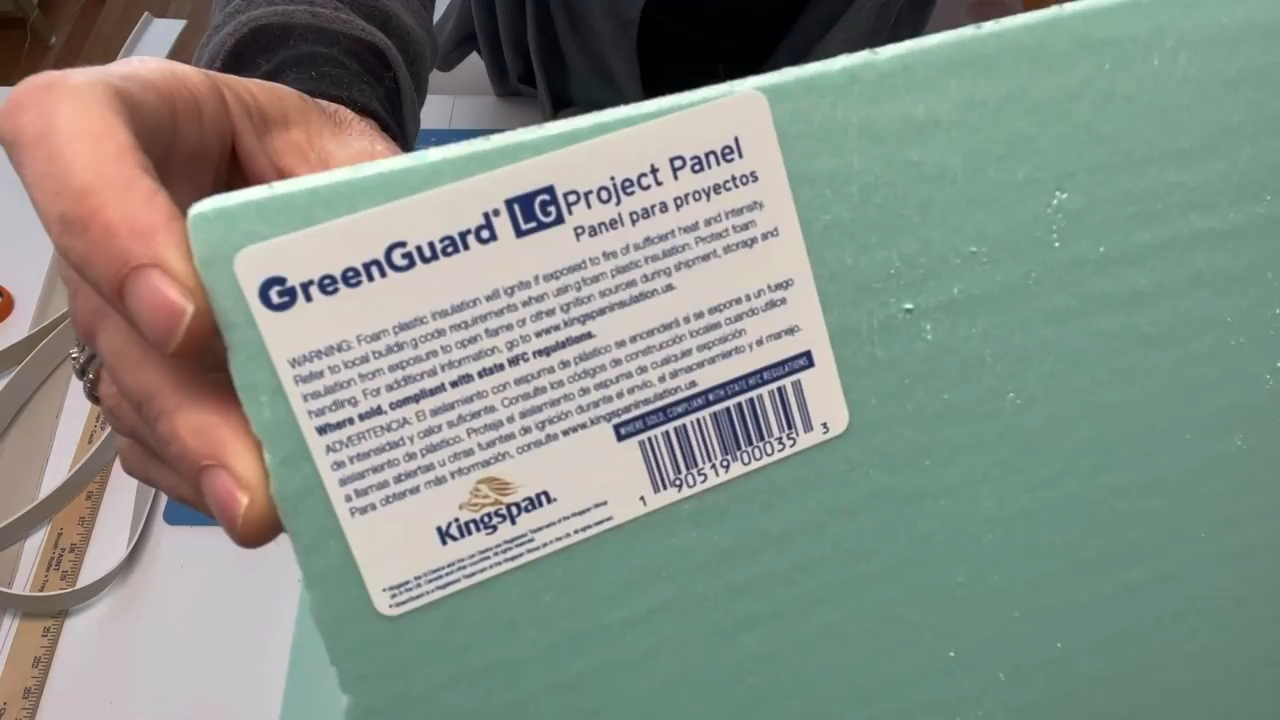 GreenGuard® LG Project Panel
Panel para proyectos
WARNING: Foam plastic insulation will ignite if exposed to fire of sufficient heat and intensity.
Refer to local building code requirements when using foam plastic insulation. Protect foam
insulation from exposure to open flame or other ignition sources during shipment, storage and
handling. For additional information, go to www.kingspaninsulation.us.
Where sold, compliant with state HFC regulations.
ADVERTENCIA: El aislamiento con espuma de plástico se encenderá si se expone a un fuego
de intensidad y calor suficiente. Consulte los códigos de construcción locales cuando utilice
aislamiento de plástico. Proteja el aislamiento de espuma de cualquier exposición
a llamas abiertas u otras fuentes de ignición durante el envío, el almacenamiento y el manejo.
Para obtener más información, consulte www.kingspaninsulation.us.
WHERE SOLD, COMPLIANT WITH STATE HFC REGULATIONS
1 90519 00035 3
Kingspan.
PAINT